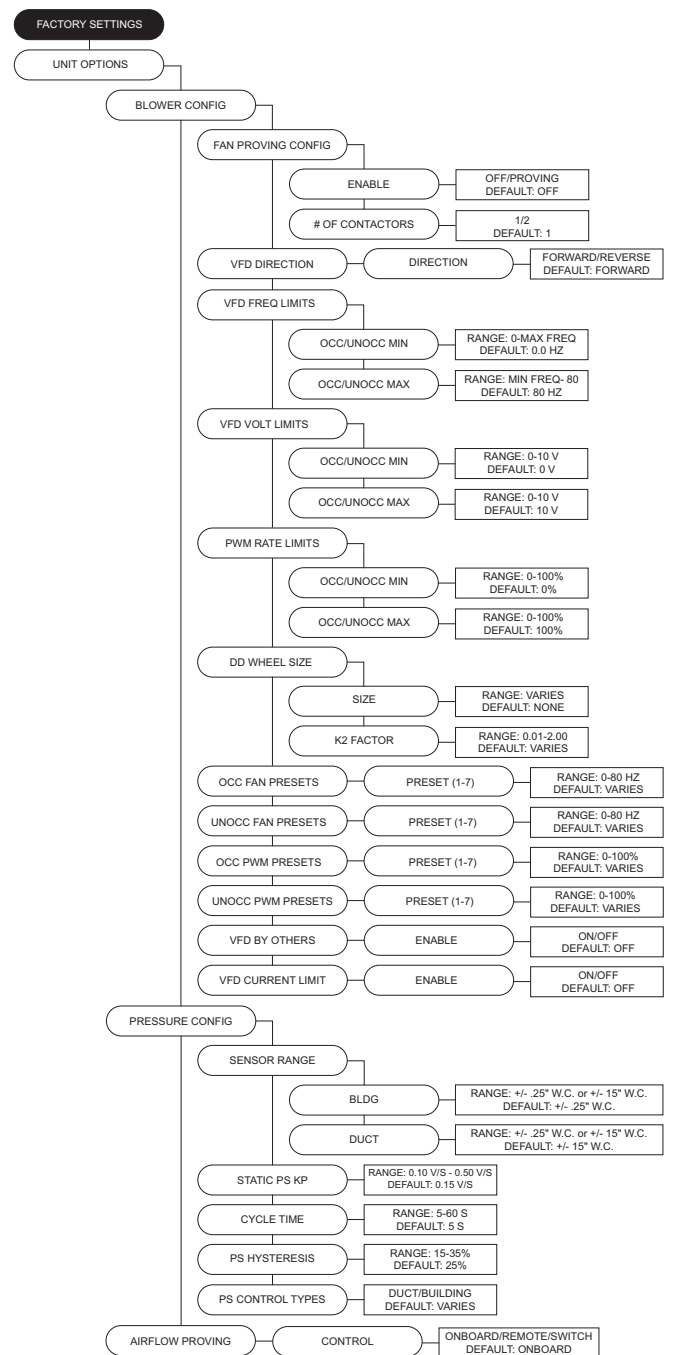 FACTORY SETTINGS
UNIT OPTIONS
BLOWER CONFIG
FAN PROVING CONFIG
ENABLE
OFF/PROVING
DEFAULT: OFF
# OF CONTACTORS
1/2
DEFAULT: 1
VFD DIRECTION
DIRECTION
FORWARD/REVERSE
DEFAULT: FORWARD
VFD FREQ LIMITS
OCC/UNOCC MIN
RANGE: 0-MAX FREQ
DEFAULT: 0.0 HZ
OCC/UNOCC MAX
RANGE: MIN FREQ- 80
DEFAULT: 80 HZ
VFD VOLT LIMITS
OCC/UNOCC MIN
RANGE: 0-10 V
DEFAULT: 0 V
OCC/UNOCC MAX
RANGE: 0-10 V
DEFAULT: 10 V
PWM RATE LIMITS
OCC/UNOCC MIN
RANGE: 0-100%
DEFAULT: 0%
OCC/UNOCC MAX
RANGE: 0-100%
DEFAULT: 100%
DD WHEEL SIZE
SIZE
RANGE: VARIES
DEFAULT: NONE
K2 FACTOR
RANGE: 0.01-2.00
DEFAULT: VARIES
OCC FAN PRESETS
PRESET (1-7)
RANGE: 0-80 HZ
DEFAULT: VARIES
UNOCC FAN PRESETS
PRESET (1-7)
RANGE: 0-80 HZ
DEFAULT: VARIES
OCC PWM PRESETS
PRESET (1-7)
RANGE: 0-100%
DEFAULT: VARIES
UNOCC PWM PRESETS
PRESET (1-7)
RANGE: 0-100%
DEFAULT: VARIES
VFD BY OTHERS
ENABLE
ON/OFF
DEFAULT: OFF
VFD CURRENT LIMIT
ENABLE
ON/OFF
DEFAULT: OFF
PRESSURE CONFIG
SENSOR RANGE
BLDG
RANGE: +/- .25" W.C. or +/- 15" W.C.
DEFAULT: +/- .25" W.C.
DUCT
RANGE: +/- .25" W.C. or +/- 15" W.C.
DEFAULT: +/- 15" W.C.
STATIC PS KP
RANGE: 0.10 V/S - 0.50 V/S
DEFAULT: 0.15 V/S
CYCLE TIME
RANGE: 5-60 S
DEFAULT: 5 S
PS HYSTERESIS
RANGE: 15-35%
DEFAULT: 25%
PS CONTROL TYPES
DUCT/BUILDING
DEFAULT: VARIES
AIRFLOW PROVING
CONTROL
ONBOARD/REMOTE/SWITCH
DEFAULT: ONBOARD